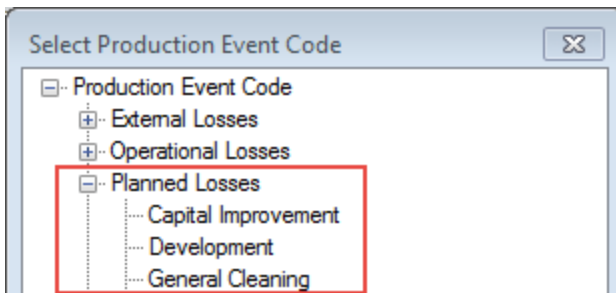 Select Production Event Code
Production Event Code
External Losses
Operational Losses
Planned Losses
Capital Improvement
Development
General Cleaning